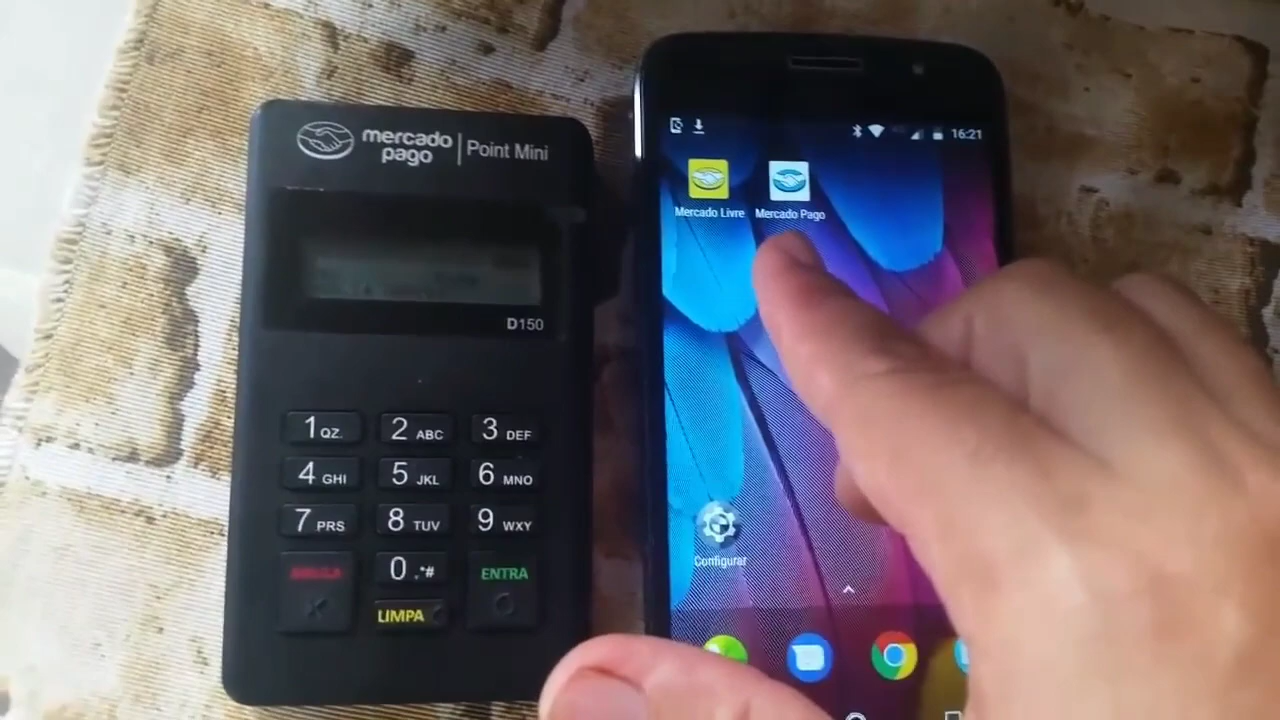 mercado
pago
Point Mini
D150
1 QZ.
2 ABC
3 DEF
4 GHI
5 JKL
6 MNO
7 PRS
8 TUV
9 WXY
0 .*#
ENTRA
LIMPA
16:21
Mercado Livre
Mercado Pago
Configurar